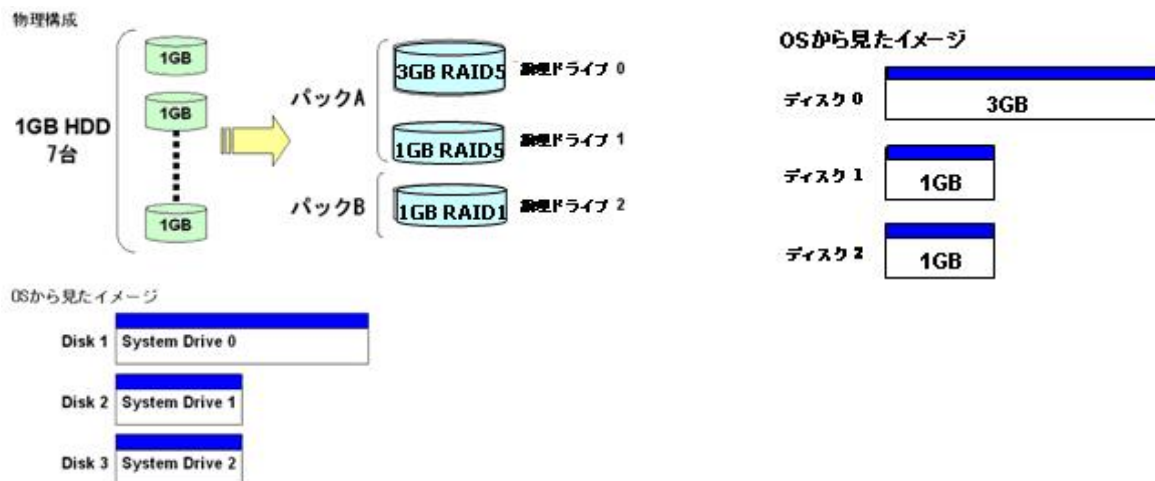 物理構成
1GB HDD
7台
1GB
1GB
1GB
パックA
3GB RAID5
論理ドライブ 0
1GB RAID5
論理ドライブ 1
パックB
1GB RAID1
論理ドライブ 2
OSから見たイメージ
ディスク 0
3GB
ディスク 1
1GB
ディスク 2
1GB
OSから見たイメージ
Disk 1 System Drive 0
Disk 2 System Drive 1
Disk 3 System Drive 2